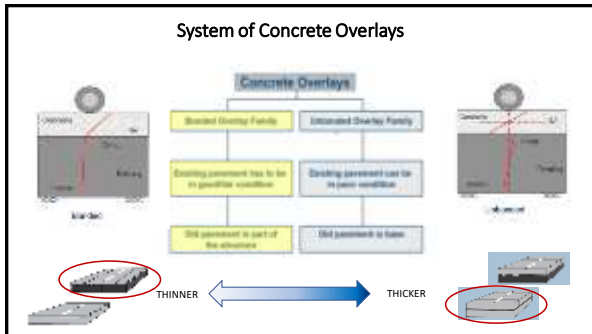 System of Concrete Overlays
Concrete Overlays
Bonded Overlay Family
Unbonded Overlay Family
Existing pavement has to be
in good/fair condition
Existing pavement can be
in poor condition
Old pavement is part of
the structure
Old pavement is base
Bonded
Unbonded
THINNER
THICKER